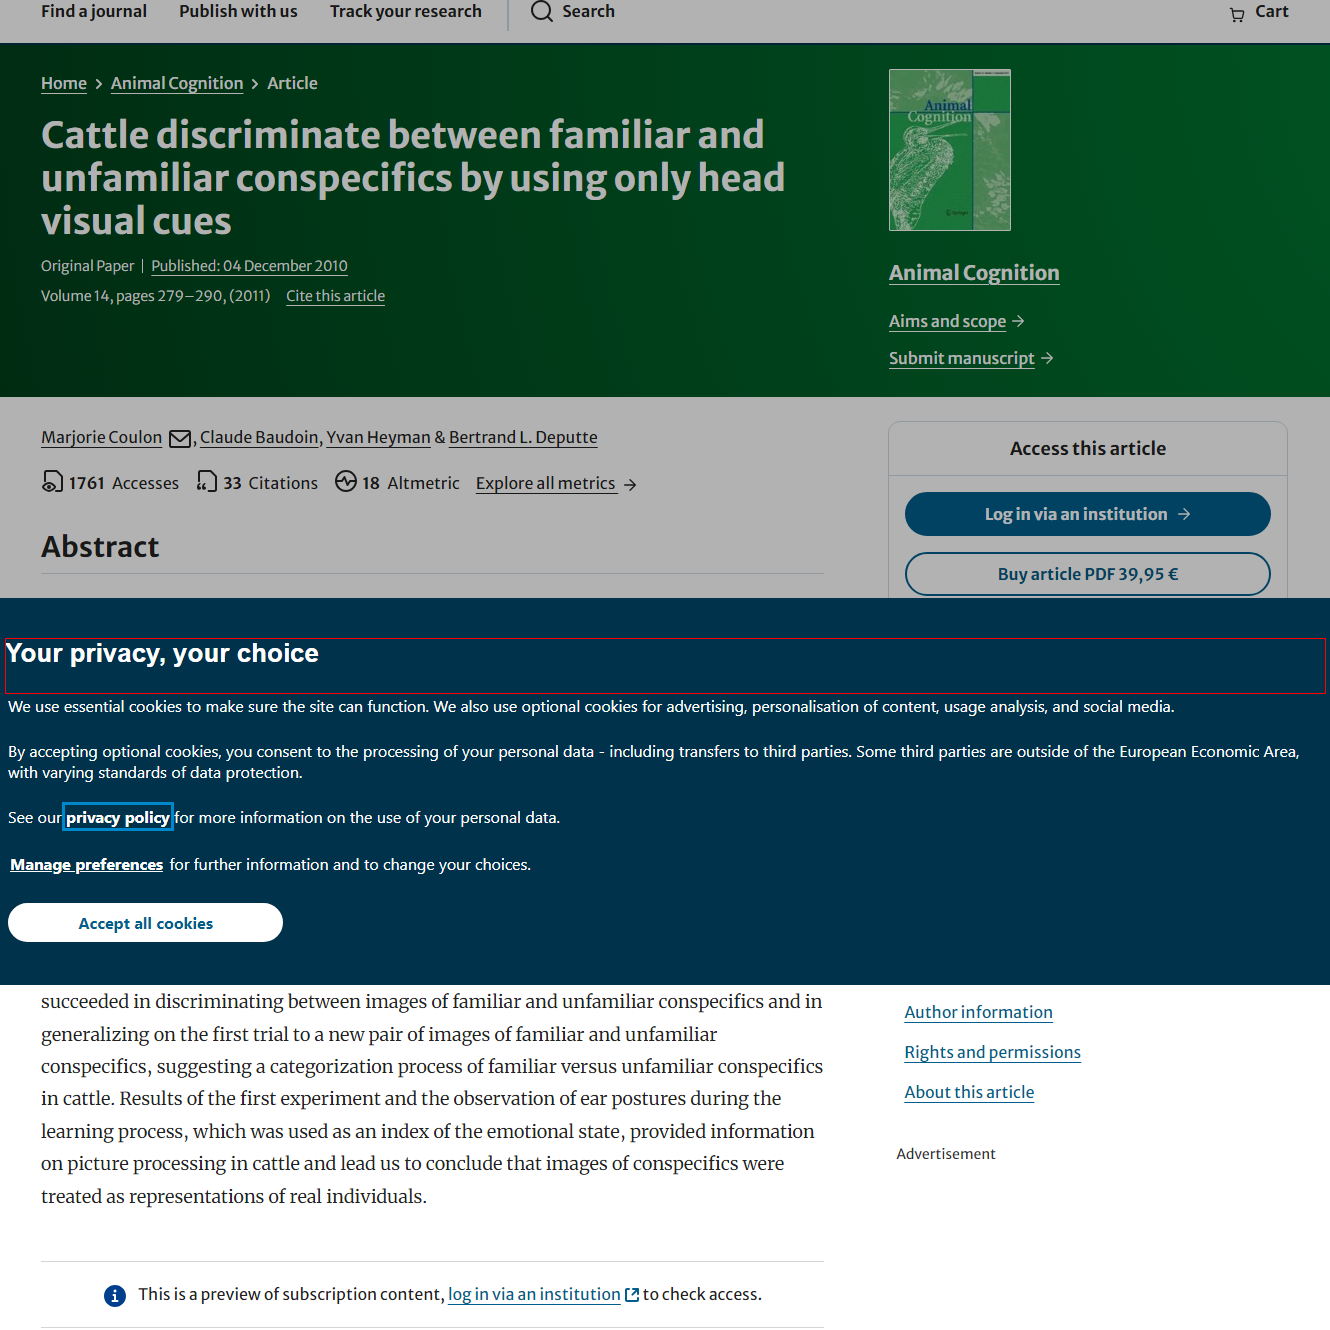 Find a journal Publish with us Track your research Search Cart
Home > Animal Cognition > Article
Cattle discriminate between familiar and
unfamiliar conspecifics by using only head
visual cues
Original Paper | Published: 04 December 2010
Volume 14, pages 279–290, (2011) Cite this article
Animal
Cognition
Springer
Animal Cognition
Aims and scope →
Submit manuscript →
Marjorie Coulon, Claude Baudoin, Yvan Heyman & Bertrand L. Deputte
1761 Accesses 33 Citations 18 Altmetric Explore all metrics →
Abstract
Access this article
Log in via an institution →
Buy article PDF 39,95 €
Your privacy, your choice
We use essential cookies to make sure the site can function. We also use optional cookies for advertising, personalisation of content, usage analysis, and social media.
By accepting optional cookies, you consent to the processing of your personal data - including transfers to third parties. Some third parties are outside of the European Economic Area,
with varying standards of data protection.
See our privacy policy for more information on the use of your personal data.
Manage preferences for further information and to change your choices.
Accept all cookies
succeeded in discriminating between images of familiar and unfamiliar conspecifics and in
generalizing on the first trial to a new pair of images of familiar and unfamiliar
conspecifics, suggesting a categorization process of familiar versus unfamiliar conspecifics
in cattle. Results of the first experiment and the observation of ear postures during the
learning process, which was used as an index of the emotional state, provided information
on picture processing in cattle and lead us to conclude that images of conspecifics were
treated as representations of real individuals.
Author information
Rights and permissions
About this article
Advertisement
This is a preview of subscription content, log in via an institution to check access.